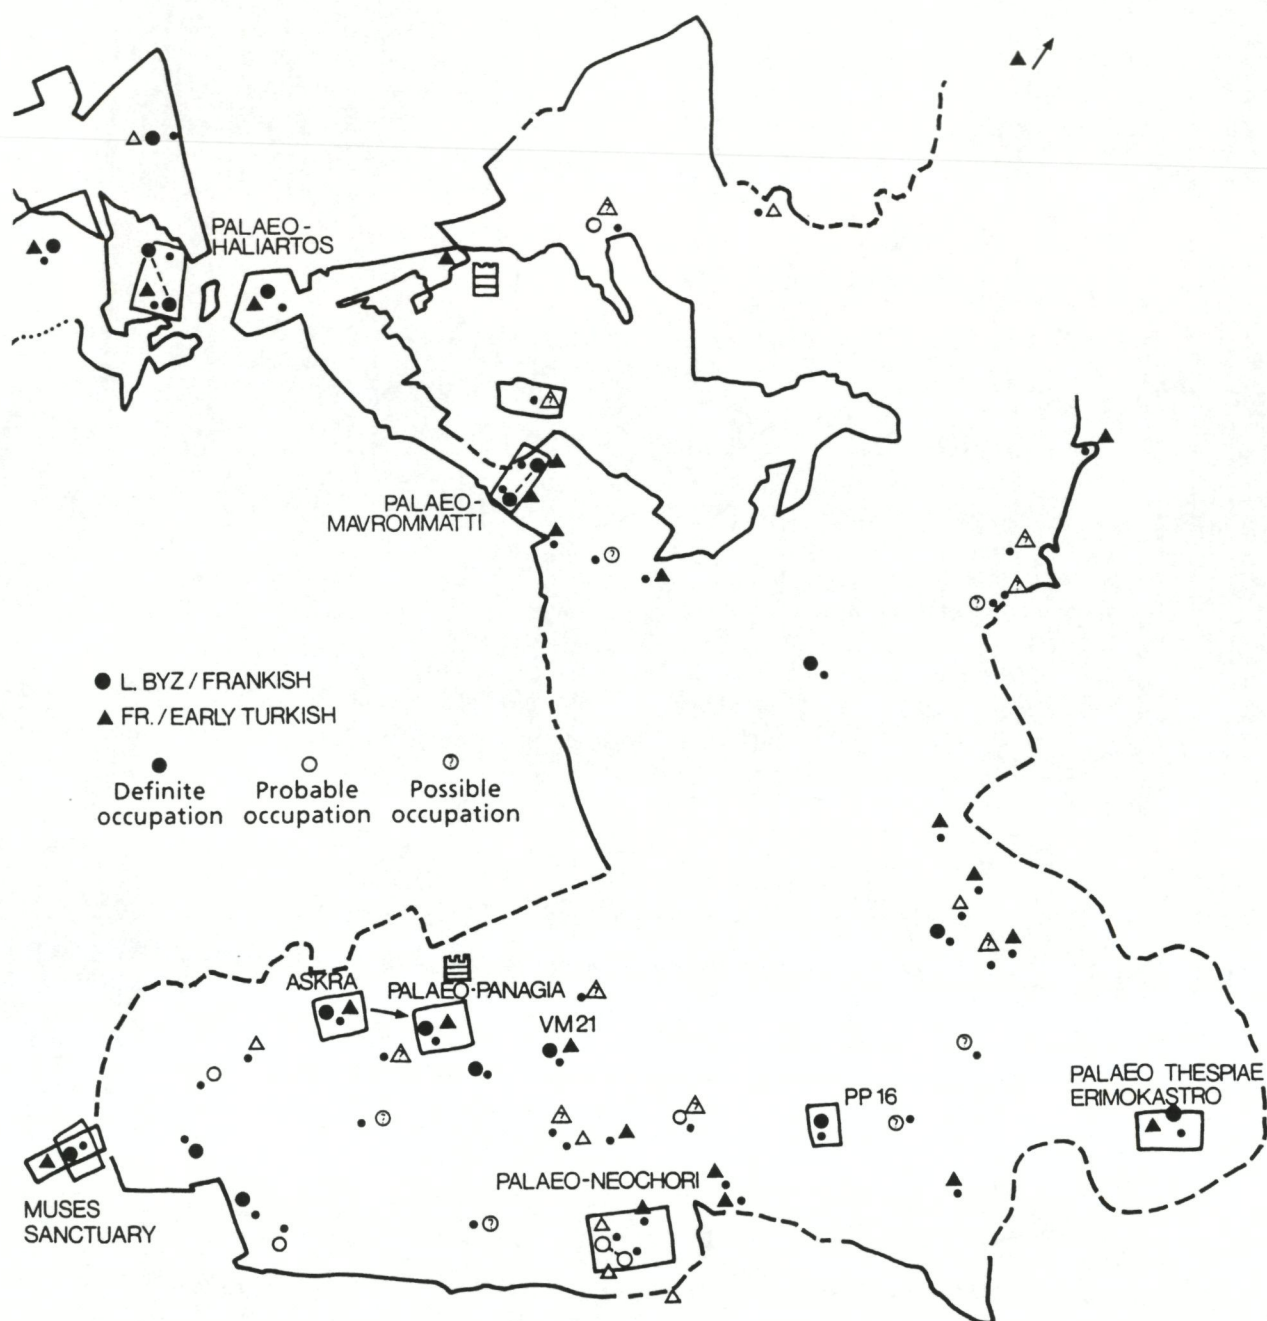 PALAEO-
HALIARTOS
PALAEO-
MAVROMMATTI
L. BYZ / FRANKISH
FR. / EARLY TURKISH
Definite
occupation
Probable
occupation
Possible
occupation
ASKRA
PALAEO-PANAGIA
VM21
PP16
PALAEO THESPIAE
ERIMOKASTRO
PALAEO-NEOCHORI
MUSES
SANCTUARY